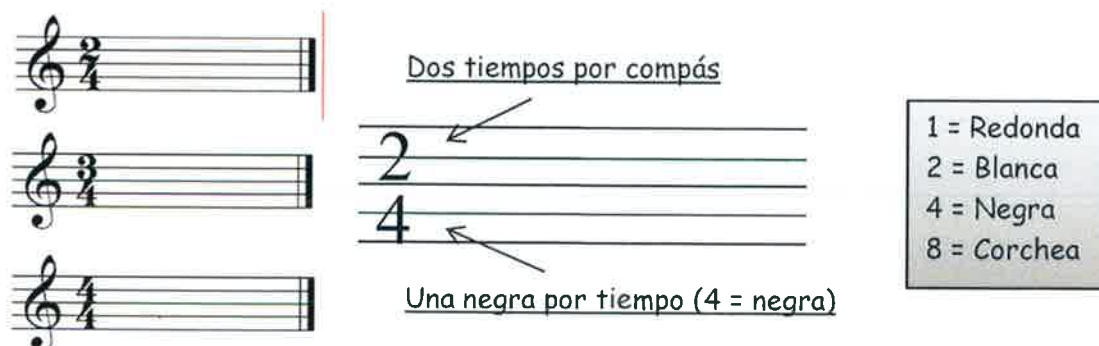 2
4
3
4
4
4
Dos tiempos por compás
2
4
Una negra por tiempo (4 = negra)
1 = Redonda
2 = Blanca
4 = Negra
8 = Corchea